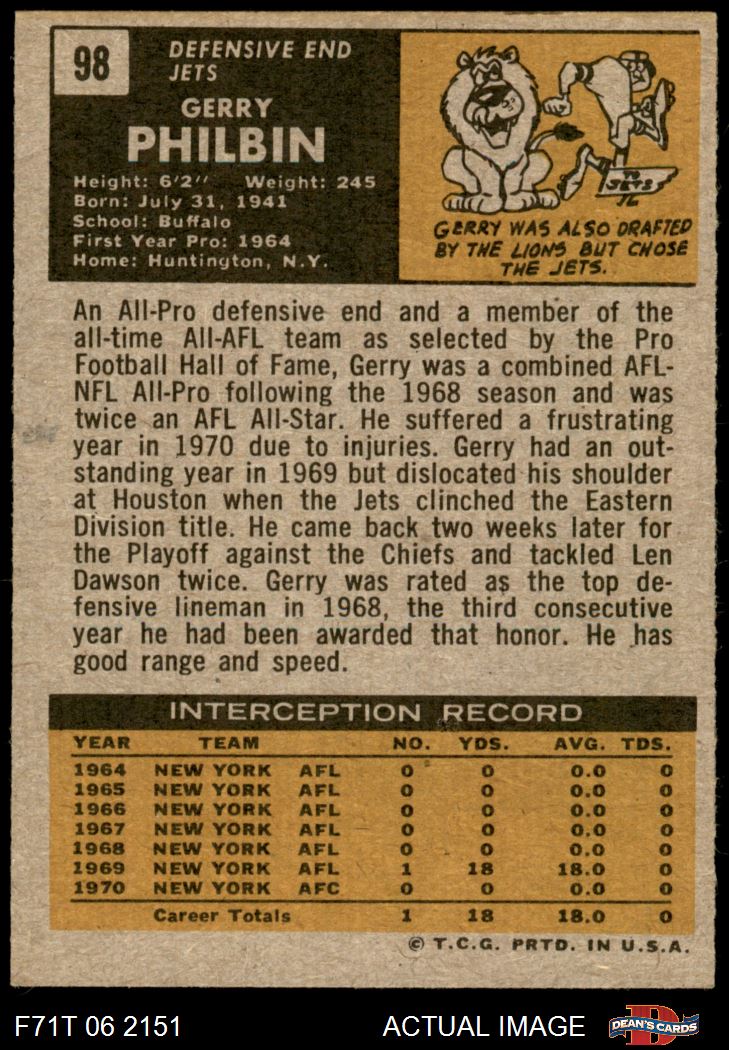 98
DEFENSIVE END
JETS
GERRY
PHILBIN
Height: 6'2'' Weight: 245
Born: July 31, 1941
School: Buffalo
First Year Pro: 1964
Home: Huntington, N.Y.
TO
JETS
JL
GERRY WAS ALSO DRAFTED
BY THE LIONS BUT CHOSE
THE JETS.
An All-Pro defensive end and a member of the
all-time All-AFL team as selected by the Pro
Football Hall of Fame, Gerry was a combined AFL-
NFL All-Pro following the 1968 season and was
twice an AFL All-Star. He suffered a frustrating
year in 1970 due to injuries. Gerry had an out-
standing year in 1969 but dislocated his shoulder
at Houston when the Jets clinched the Eastern
Division title. He came back two weeks later for
the Playoff against the Chiefs and tackled Len
Dawson twice. Gerry was rated as the top de-
fensive lineman in 1968, the third consecutive
year he had been awarded that honor. He has
good range and speed.
INTERCEPTION RECORD
YEAR TEAM NO. YDS. AVG. TDS.
1964 NEW YORK AFL 0 0 0.0 0
1965 NEW YORK AFL 0 0 0.0 0
1966 NEW YORK AFL 0 0 0.0 0
1967 NEW YORK AFL 0 0 0.0 0
1968 NEW YORK AFL 0 0 0.0 0
1969 NEW YORK AFL 1 18 18.0 0
1970 NEW YORK AFC 0 0 0.0 0
Career Totals 1 18 18.0 0
© T.C.G. PRTD. IN U.S.A.
F71T 06 2151 ACTUAL IMAGE DEAN'S CARDS